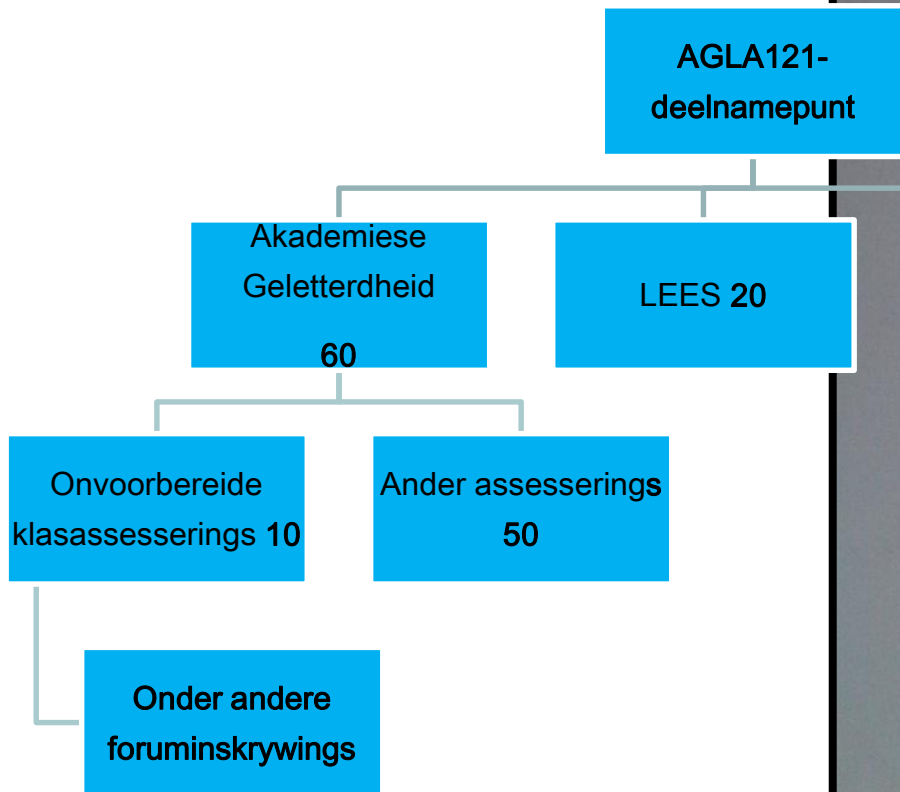 AGLA121-
deelnamepunt
Akademiese
Geletterdheid
60
LEES 20
Onvoorbereide
klasassesserings 10
Ander assesserings
50
Onder andere
foruminskrywings